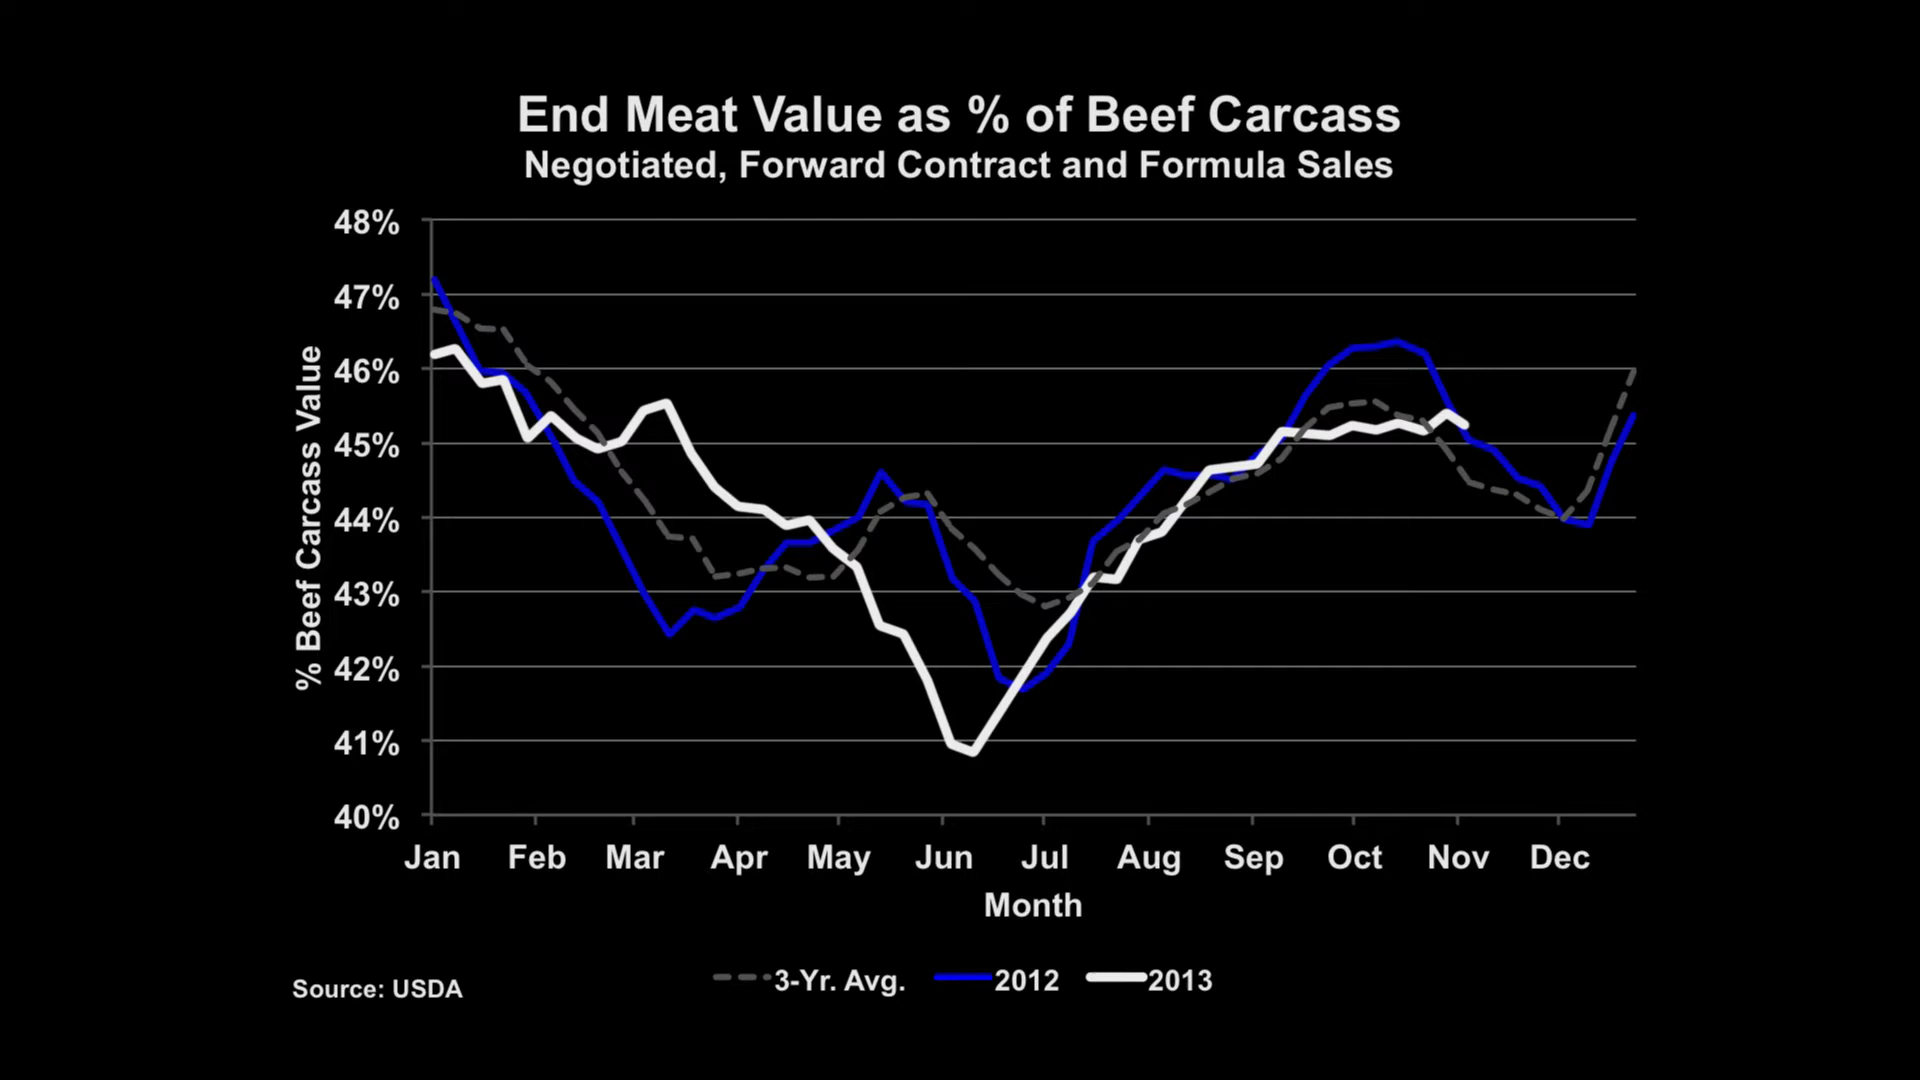 End Meat Value as % of Beef Carcass
Negotiated, Forward Contract and Formula Sales
% Beef Carcass Value
48%
47%
46%
45%
44%
43%
42%
41%
40%
Jan Feb Mar Apr May Jun Jul Aug Sep Oct Nov Dec
Month
3-Yr. Avg. 2012 2013
Source: USDA